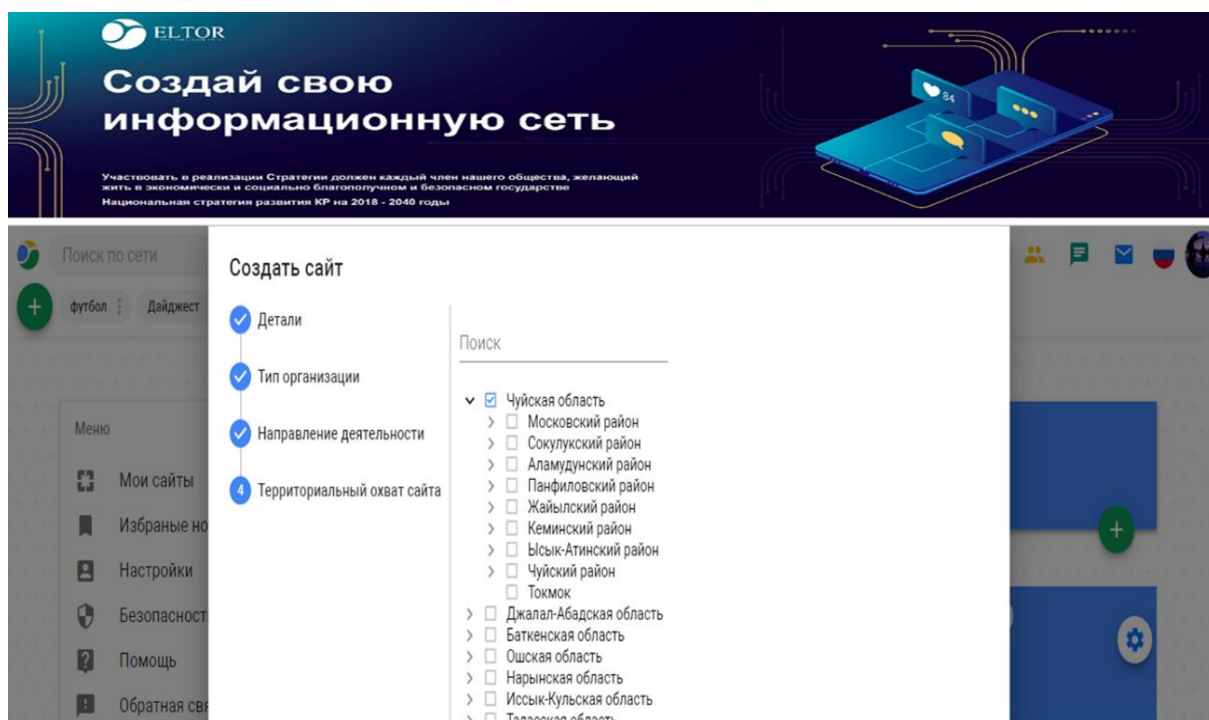 ELTOR
Создай свою
информационную сеть
84
Участвовать в реализации Стратегии должен каждый член нашего общества, желающий
жить в экономически и социально благополучном и безопасном государстве
Национальная стратегия развития КР на 2018 - 2040 годы
Поиск по сети
футбол
Дайджест
Создать сайт
Детали
Тип организации
Направление деятельности
4 Территориальный охват сайта
Поиск
Чуйская область
Московский район
Сокулукский район
Аламудунский район
Панфиловский район
Жайылский район
Кеминский район
Ысык-Атинский район
Чуйский район
Токмок
Джалал-Абадская область
Баткенская область
Ошская область
Нарынская область
Иссык-Кульская область
Таласская область
Меню
Мои сайты
Избраные но
Настройки
Безопасност
Помощь
Обратная свя